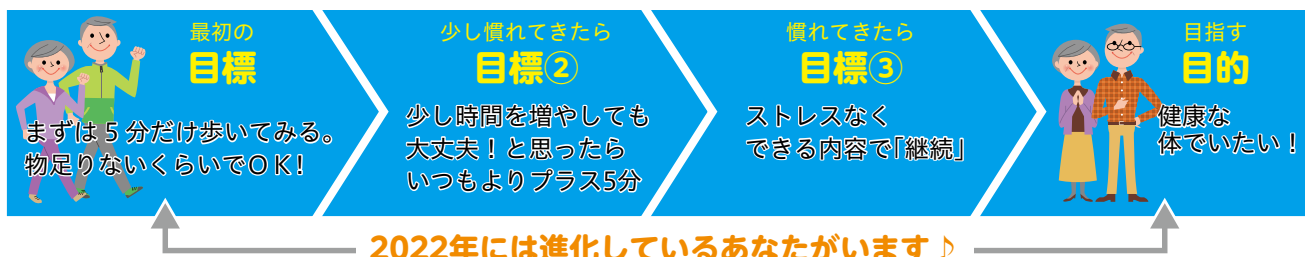 最初の
目標
まずは5分だけ歩いてみる。
物足りないくらいでOK!
少し慣れてきたら
目標②
少し時間を増やしても
大丈夫！と思ったら
いつもよりプラス5分
慣れてきたら
目標③
ストレスなく
できる内容で「継続」
目指す
目的
健康な
体でいたい！
2022年には進化しているあなたがいます♪